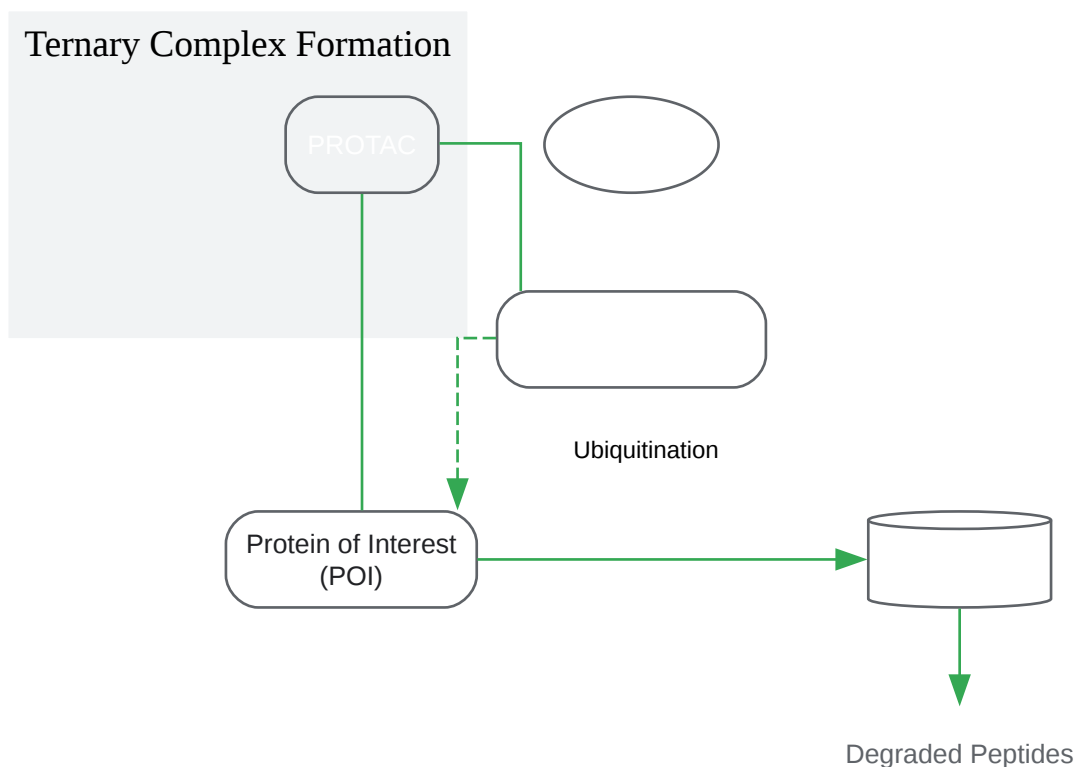 Ternary Complex Formation
PROTAC
Ubiquitination
Protein of Interest
(POI)
Degraded Peptides